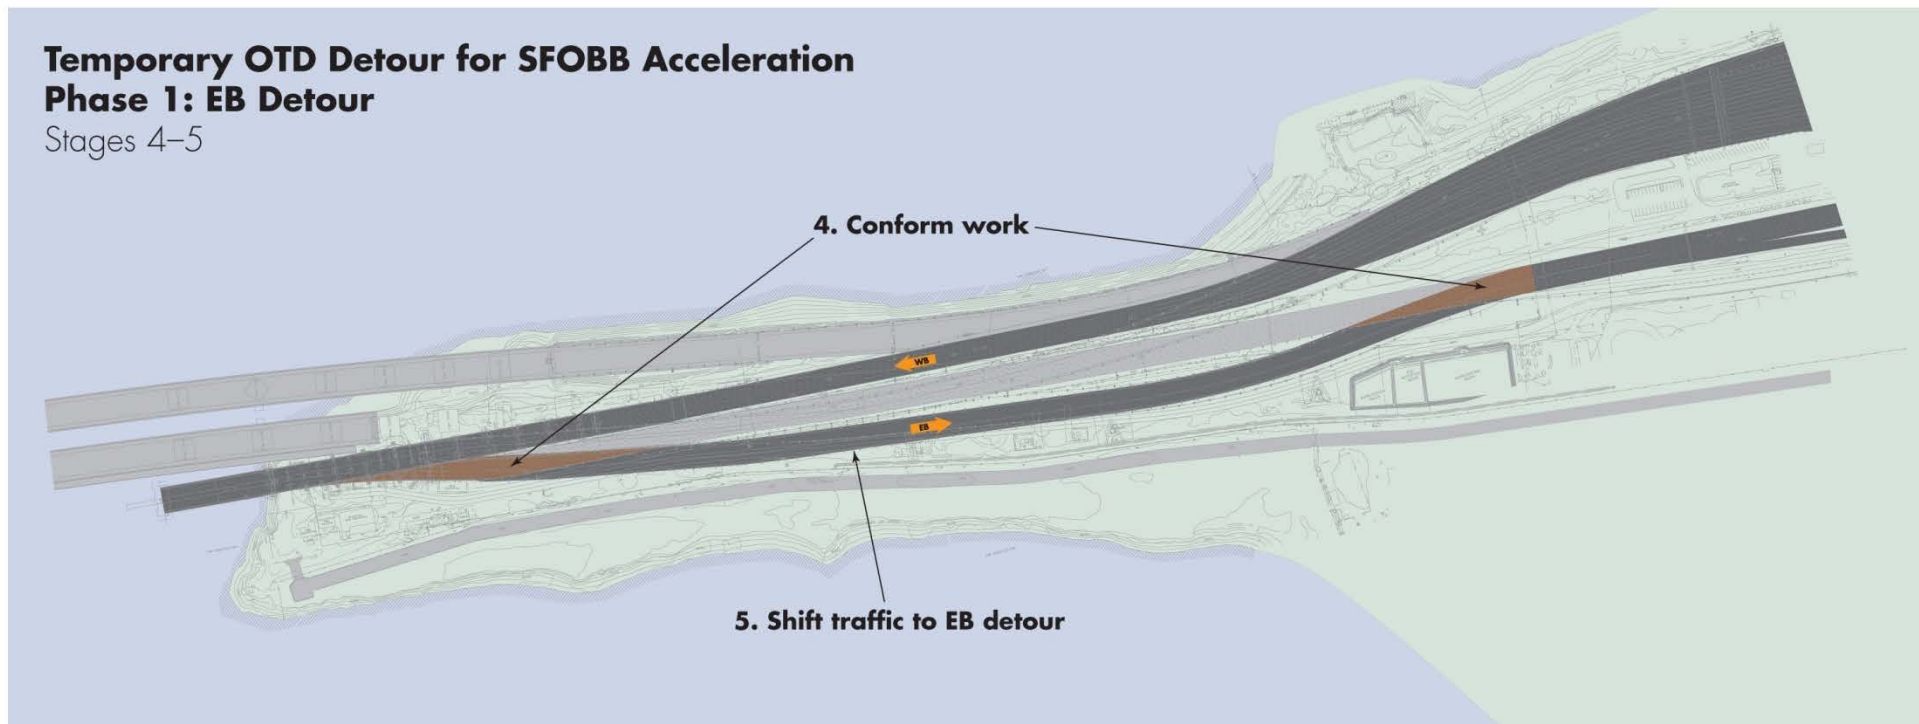 Temporary OTD Detour for SFOBB Acceleration
Phase 1: EB Detour
Stages 4–5
4. Conform work
WB
EB
5. Shift traffic to EB detour